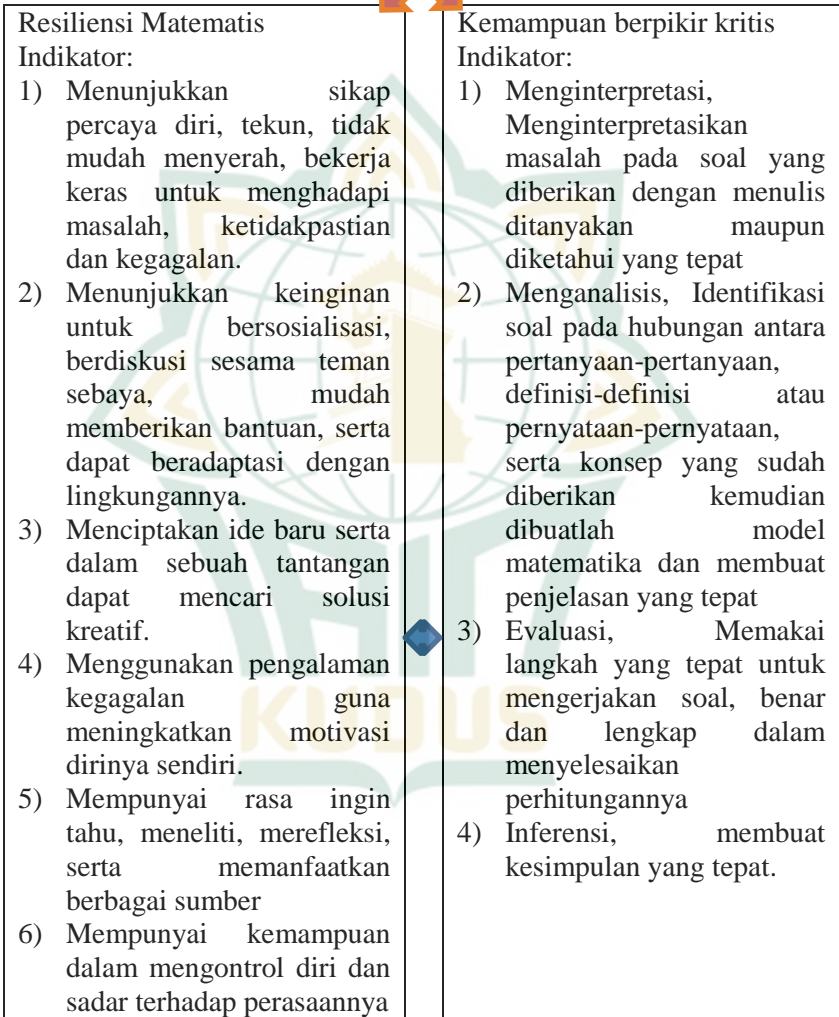 Resiliensi Matematis
Indikator:
1) Menunjukkan sikap
percaya diri, tekun, tidak
mudah menyerah, bekerja
keras untuk menghadapi
masalah, ketidakpastian
dan kegagalan.
2) Menunjukkan keinginan
untuk bersosialisasi,
berdiskusi sesama teman
sebaya, mudah
memberikan bantuan, serta
dapat beradaptasi dengan
lingkungannya.
3) Menciptakan ide baru serta
dalam sebuah tantangan
dapat mencari solusi
kreatif.
4) Menggunakan pengalaman
kegagalan guna
meningkatkan motivasi
dirinya sendiri.
5) Mempunyai rasa ingin
tahu, meneliti, merefleksi,
serta memanfaatkan
berbagai sumber
6) Mempunyai kemampuan
dalam mengontrol diri dan
sadar terhadap perasaannya
Kemampuan berpikir kritis
Indikator:
1) Menginterpretasi,
Menginterpretasikan
masalah pada soal yang
diberikan dengan menulis
ditanyakan maupun
diketahui yang tepat
2) Menganalisis, Identifikasi
soal pada hubungan antara
pertanyaan-pertanyaan,
definisi-definisi atau
pernyataan-pernyataan,
serta konsep yang sudah
diberikan kemudian
dibuatlah model
matematika dan membuat
penjelasan yang tepat
3) Evaluasi, Memakai
langkah yang tepat untuk
mengerjakan soal, benar
dan lengkap dalam
menyelesaikan
perhitungannya
4) Inferensi, membuat
kesimpulan yang tepat.
KUDUS